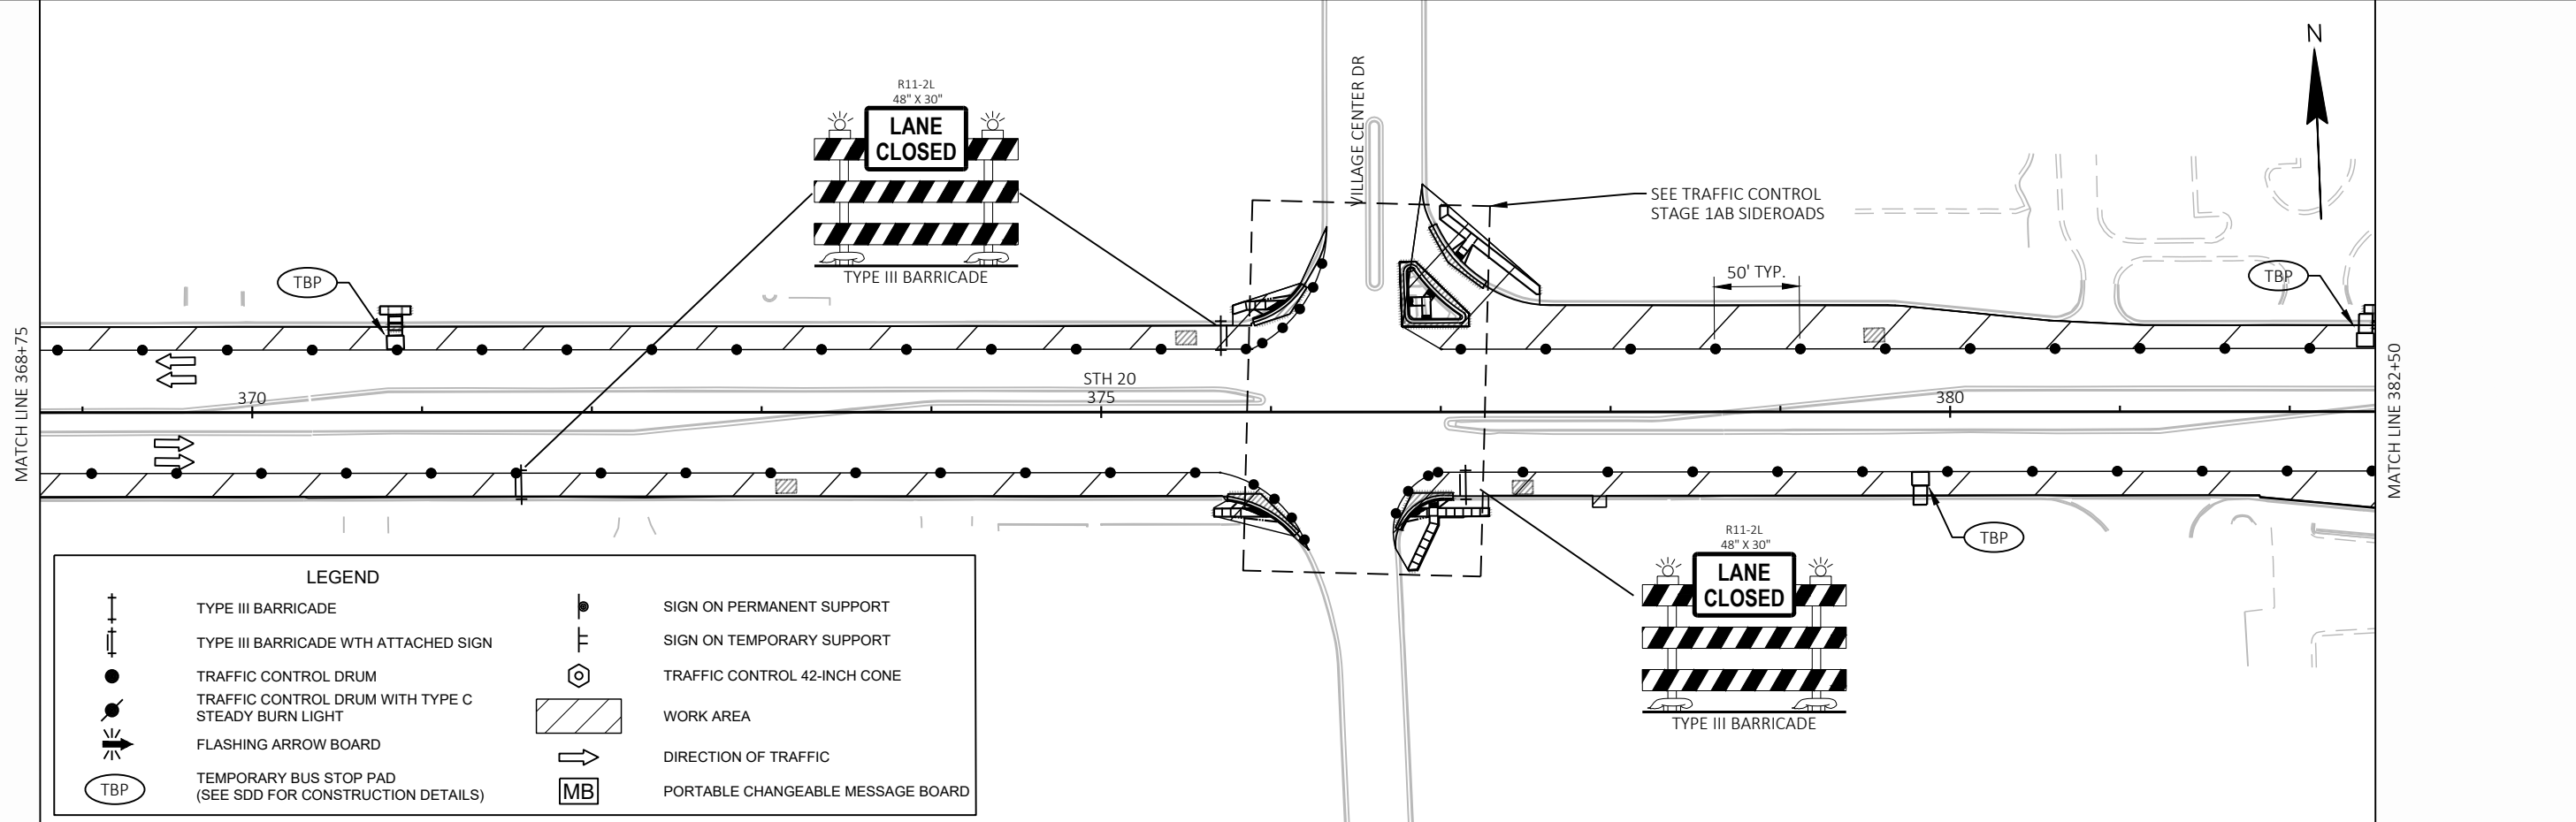 N
R11-2L
48" X 30"
LANE
CLOSED
TYPE III BARRICADE
VILLAGE CENTER DR
SEE TRAFFIC CONTROL
STAGE 1AB SIDEROADS
50' TYP.
TBP
TBP
MATCH LINE 368+75
STH 20
370
375
380
MATCH LINE 382+50
TBP
R11-2L
48" X 30"
LANE
CLOSED
TYPE III BARRICADE
LEGEND
TYPE III BARRICADE
TYPE III BARRICADE WTH ATTACHED SIGN
TRAFFIC CONTROL DRUM
TRAFFIC CONTROL DRUM WITH TYPE C
STEADY BURN LIGHT
FLASHING ARROW BOARD
TBP
TEMPORARY BUS STOP PAD
(SEE SDD FOR CONSTRUCTION DETAILS)
SIGN ON PERMANENT SUPPORT
SIGN ON TEMPORARY SUPPORT
TRAFFIC CONTROL 42-INCH CONE
WORK AREA
DIRECTION OF TRAFFIC
MB
PORTABLE CHANGEABLE MESSAGE BOARD